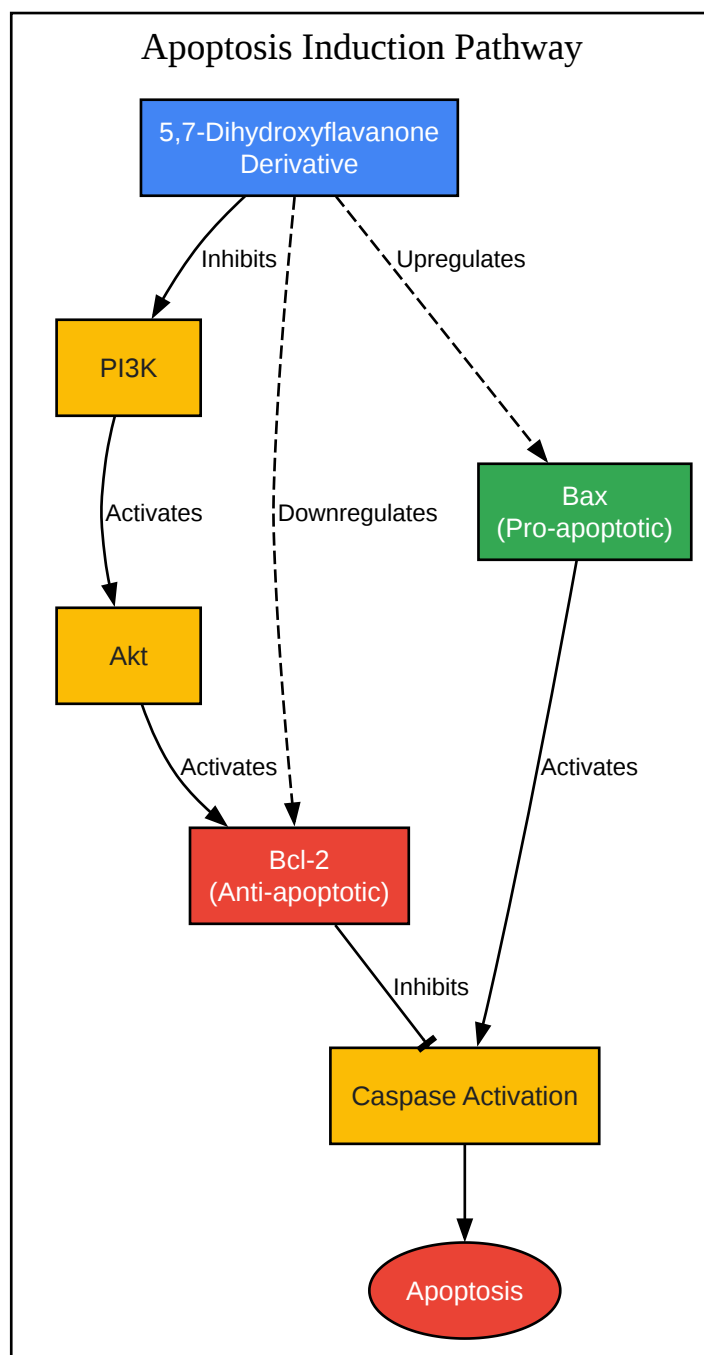 Apoptosis Induction Pathway
5,7-Dihydroxyflavanone
Derivative
Inhibits
Upregulates
PI3K
Bax
(Pro-apoptotic)
Activates
Downregulates
Akt
Activates
Activates
Bcl-2
(Anti-apoptotic)
Inhibits
Caspase Activation
Apoptosis